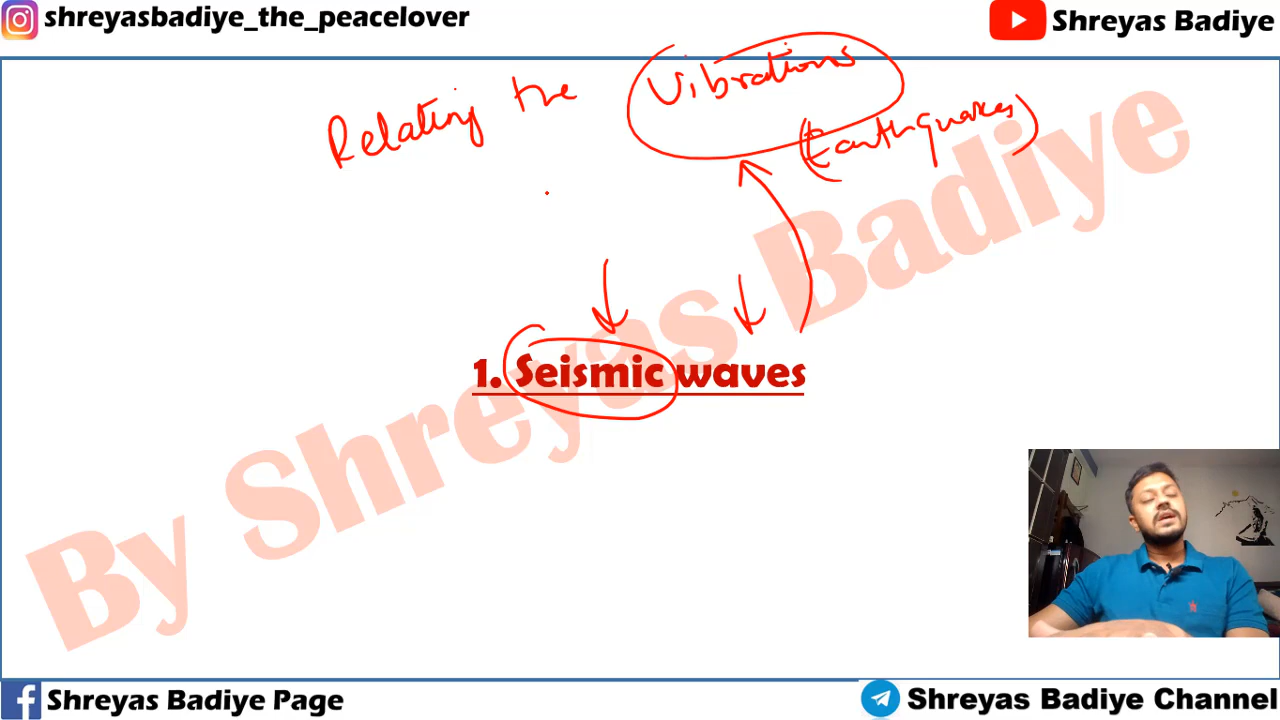 shreyasbadiye_the_peacelover
Shreyas Badiye
Relating the Vibrations
(Earthquakes)
1. Seismic waves
By Shreyas Badiye
Shreyas Badiye Page
Shreyas Badiye Channel